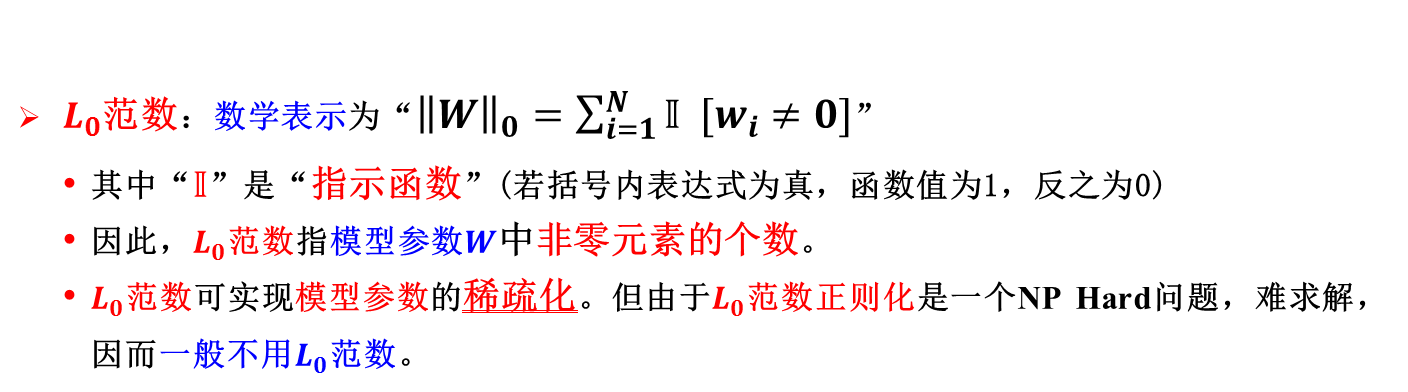 ➢ L₀范数：数学表示为“‖W‖₀ = ∑ᵢ₌₁ᴺ 𝕀 [wᵢ ≠ 0]”
• 其中“𝕀”是“指示函数”(若括号内表达式为真，函数值为1，反之为0)
• 因此，L₀范数指模型参数W中非零元素的个数。
• L₀范数可实现模型参数的稀疏化。但由于L₀范数正则化是一个NP Hard问题，难求解，
因而一般不用L₀范数。